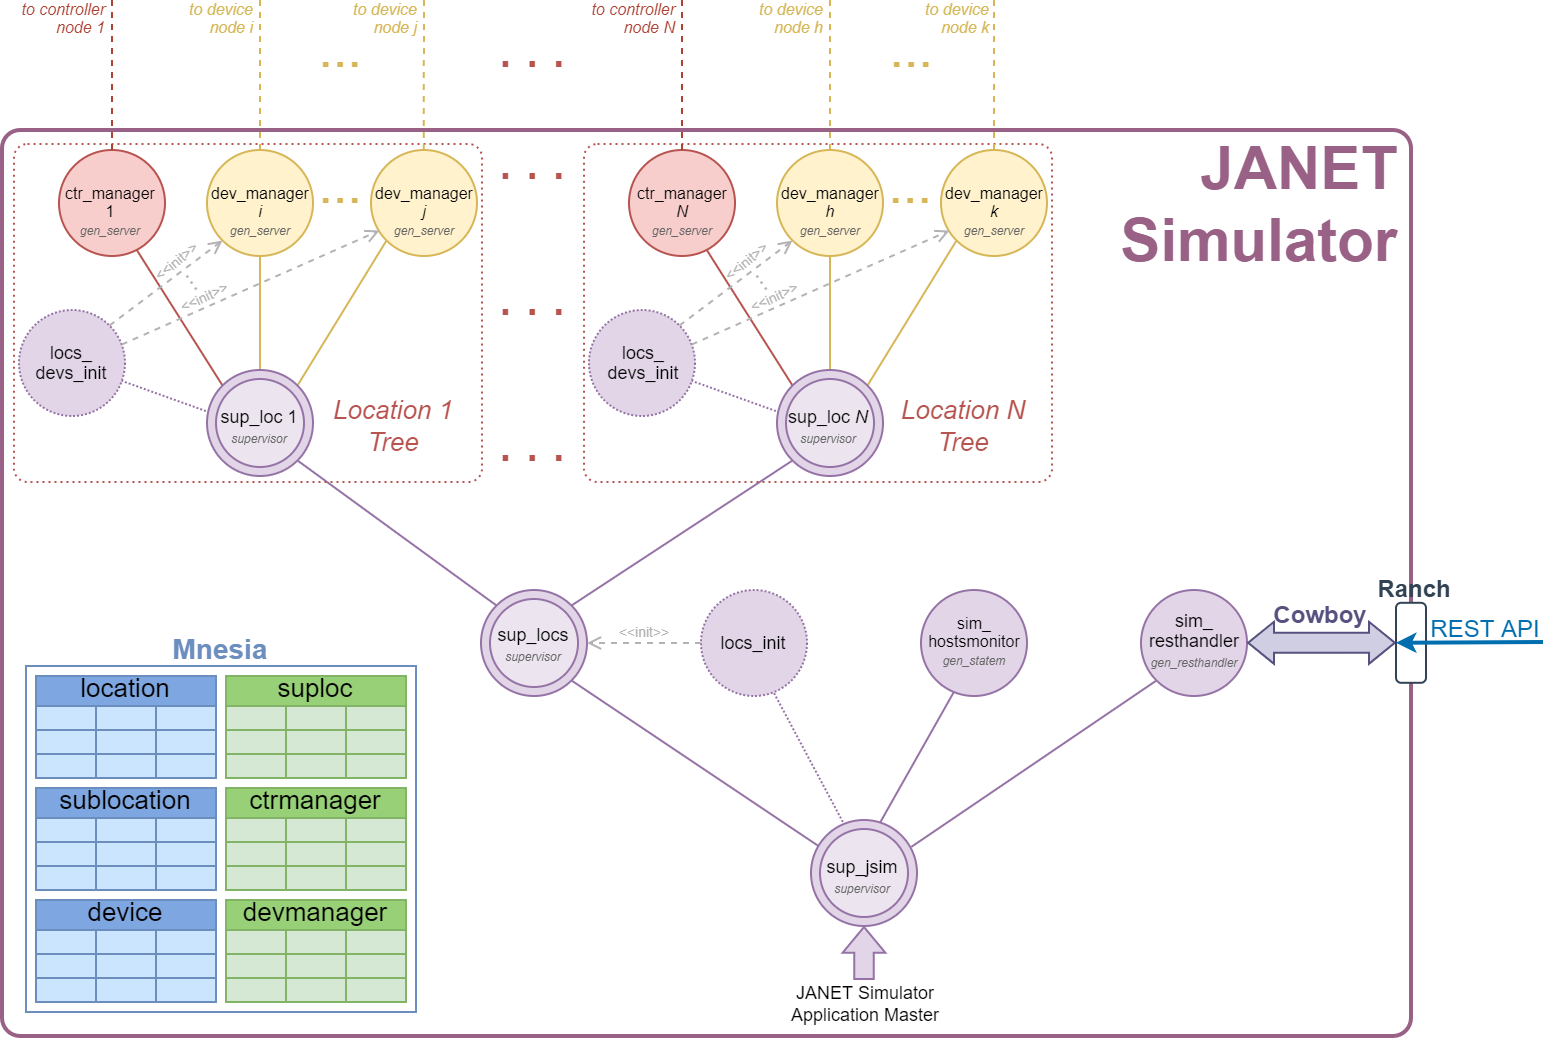 to controller
node 1
to device
node i
to device
node j
to controller
node N
to device
node h
to device
node k
... 
. . .
...
JANET
Simulator
ctr_manager
1
gen_server
dev_manager
i
gen_server
...
dev_manager
j
gen_server
. . .
ctr_manager
N
gen_server
dev_manager
h
gen_server
...
dev_manager
k
gen_server
<<init>>
<<init>>
<<init>>
<<init>>
. . .
locs_
devs_init
locs_
devs_init
sup_loc 1
supervisor
Location 1
Tree
. . .
sup_loc N
supervisor
Location N
Tree
sup_locs
supervisor
<<init>>
locs_init
sim_
hostsmonitor
gen_statem
sim_
resthandler
gen_resthandler
Cowboy
Ranch
REST API
Mnesia
location
suploc
sublocation
ctrmanager
device
devmanager
sup_jsim
supervisor
JANET Simulator
Application Master